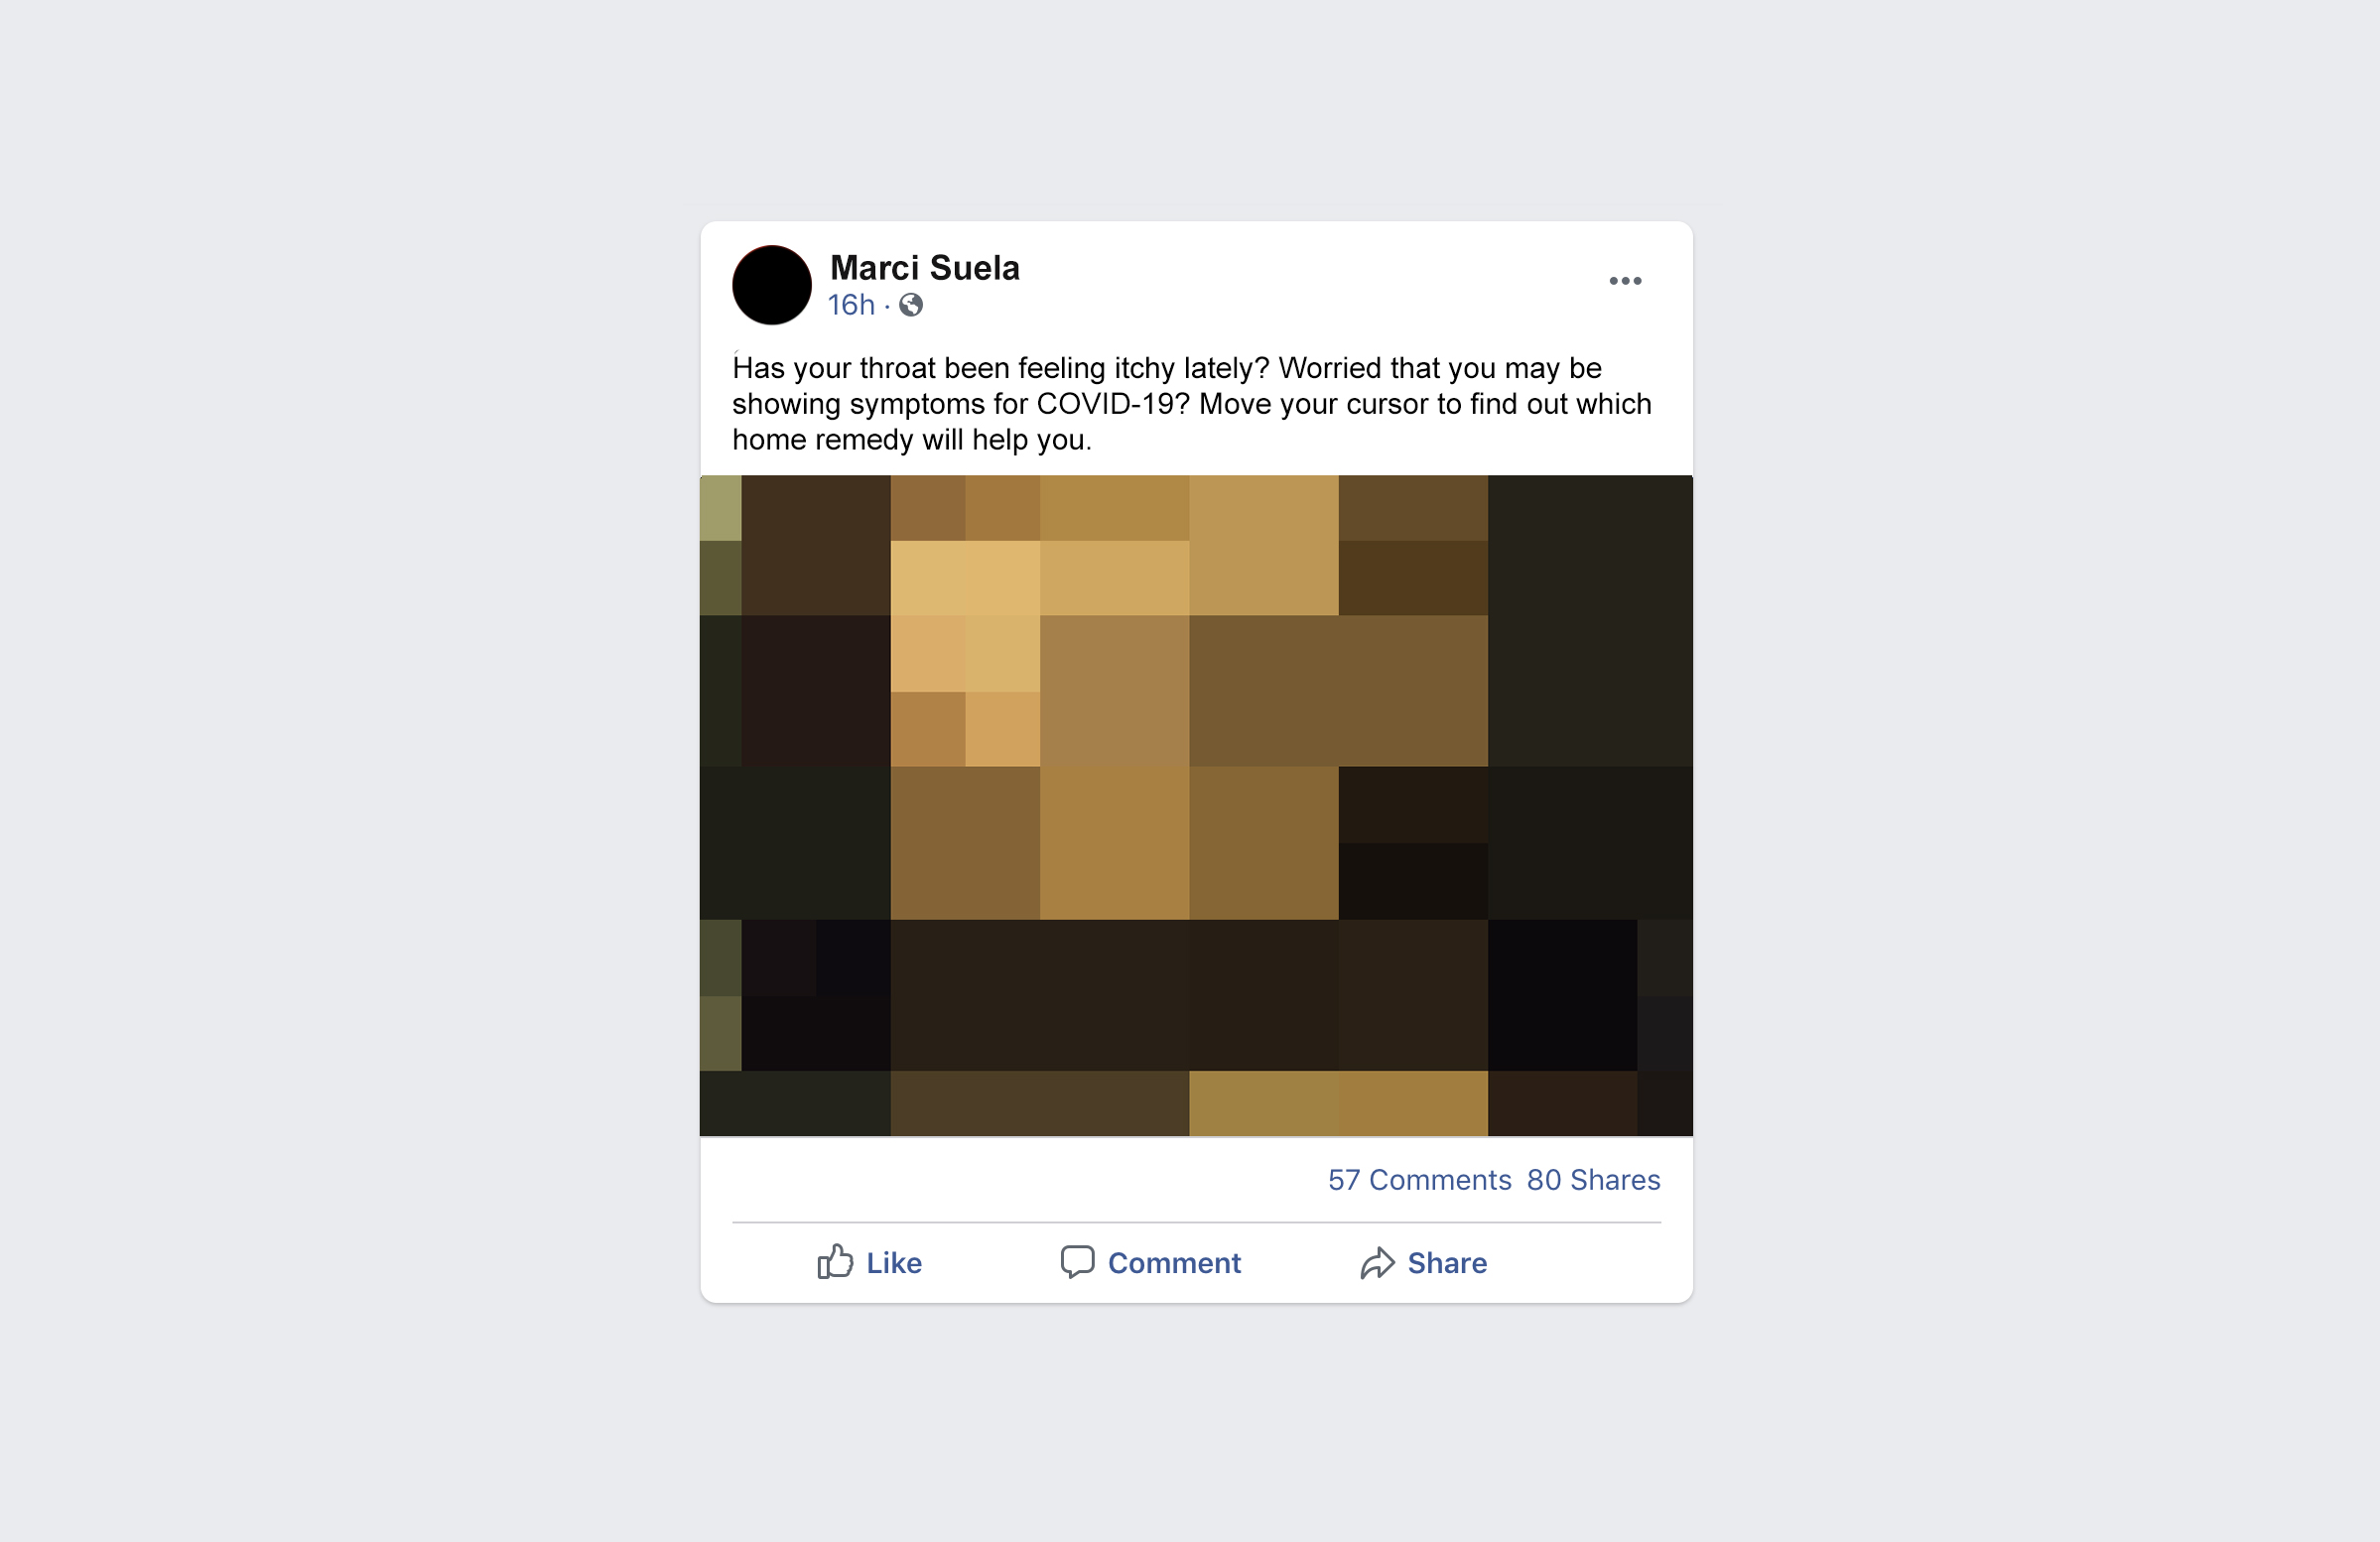 Marci Suela
16h ·
Has your throat been feeling itchy lately? Worried that you may be
showing symptoms for COVID-19? Move your cursor to find out which
home remedy will help you.
57 Comments 80 Shares
Like Comment Share